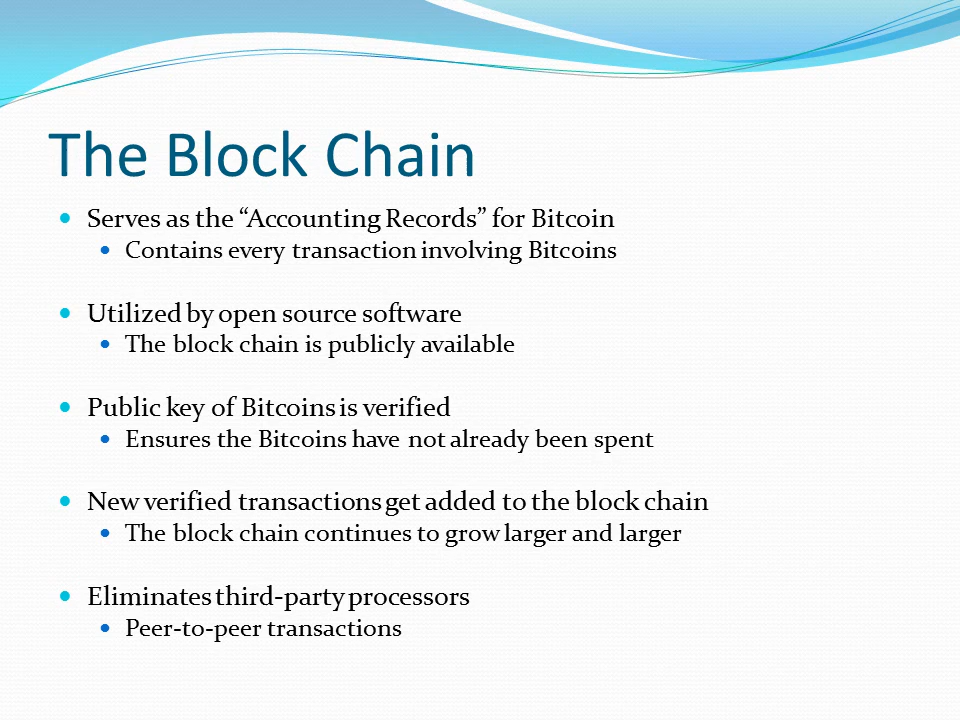 The Block Chain
Serves as the “Accounting Records” for Bitcoin
Contains every transaction involving Bitcoins
Utilized by open source software
The block chain is publicly available
Public key of Bitcoins is verified
Ensures the Bitcoins have not already been spent
New verified transactions get added to the block chain
The block chain continues to grow larger and larger
Eliminates third-party processors
Peer-to-peer transactions